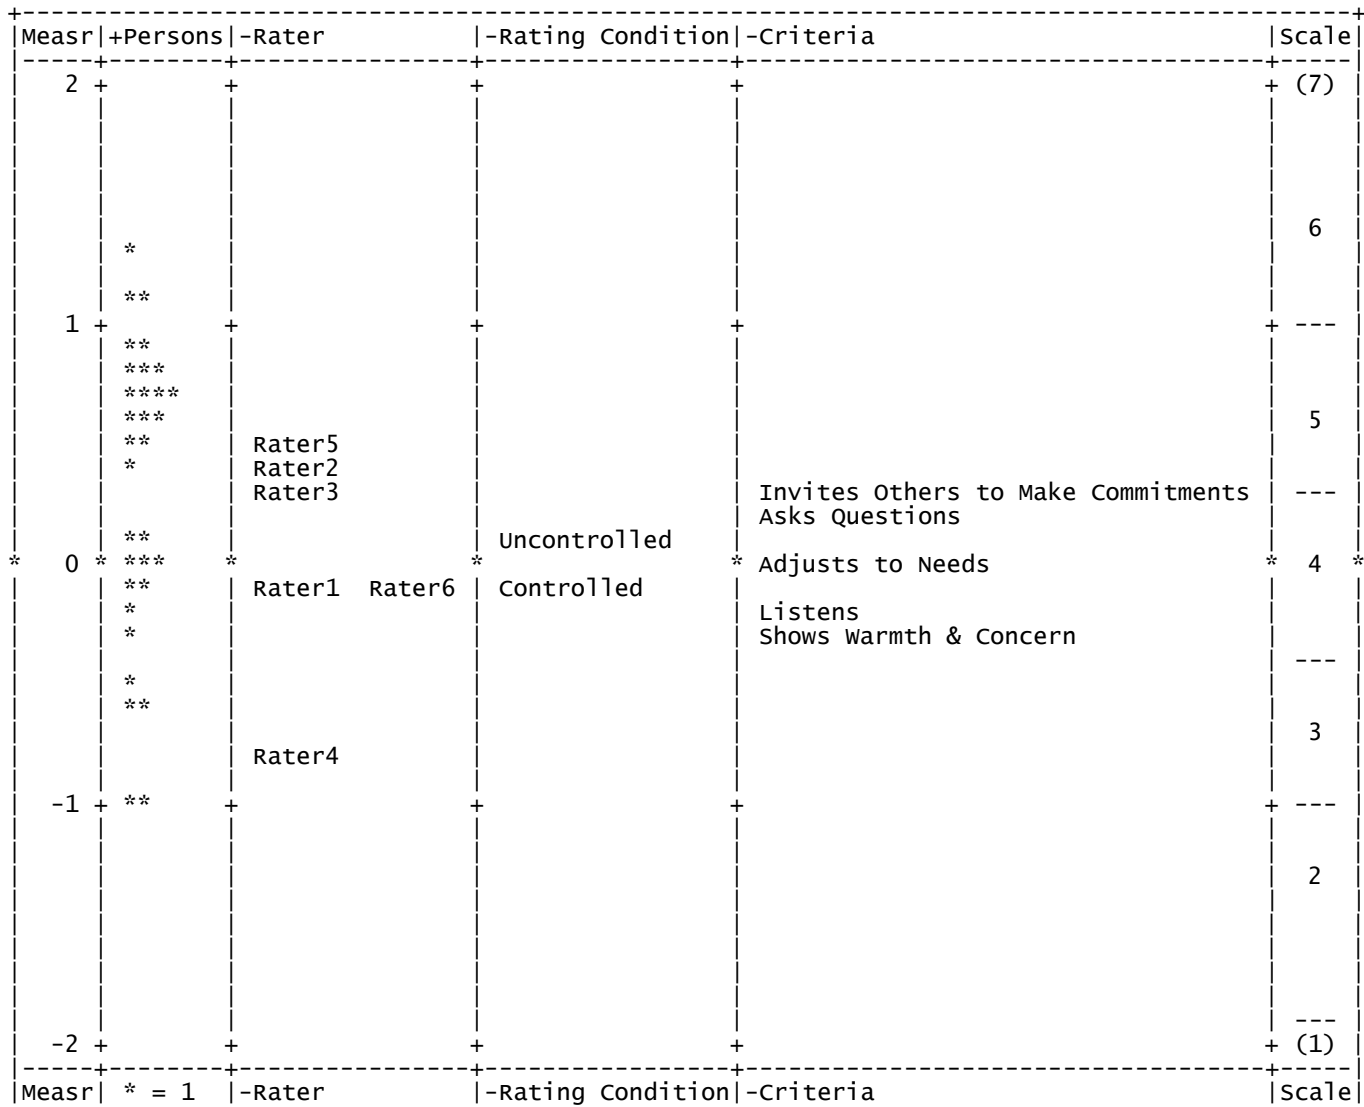 +Persons -Rater -Rating Condition -Criteria Scale
Measr
2 (7)
6
*
**
1 ---
**
***
****
*** 5
** Rater5
* Rater2
Rater3 Invites Others to Make Commitments ---
Asks Questions
** Uncontrolled
* 0 * *** * * * Adjusts to Needs * 4 *
** Rater1 Rater6 Controlled
* Listens
* Shows Warmth & Concern
---
*
**
3
Rater4
-1 ** ---
2
---
-2 (1)
Measr * = 1 -Rater -Rating Condition -Criteria Scale